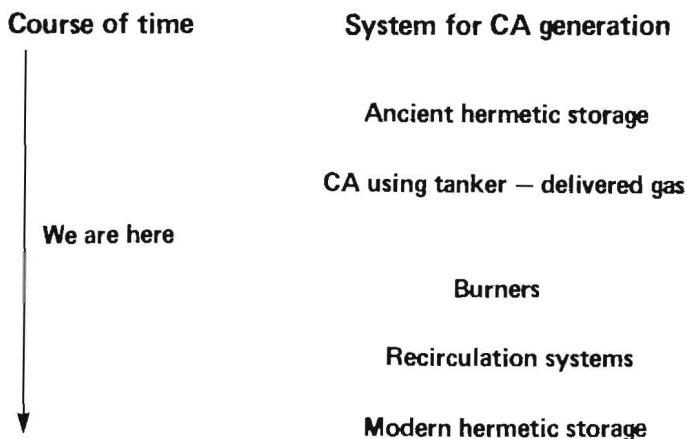 Course of time System for CA generation
Ancient hermetic storage
CA using tanker – delivered gas
We are here
Burners
Recirculation systems
Modern hermetic storage